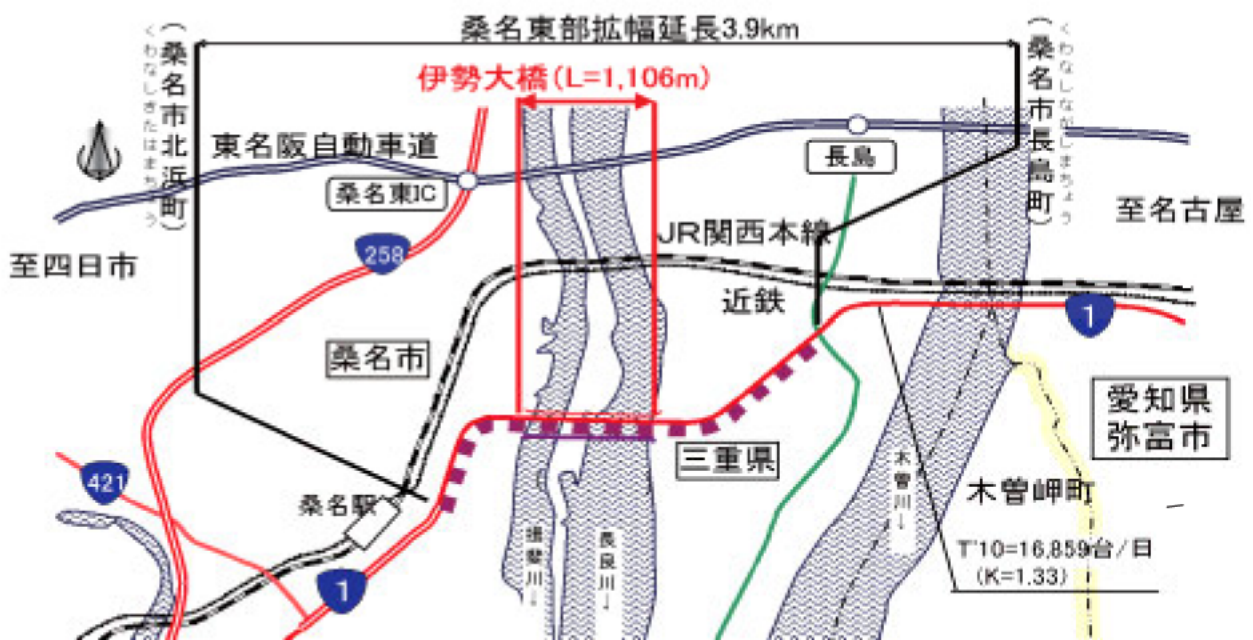 桑名東部拡幅延長3.9km
伊勢大橋(L=1,106m)
(桑名市北浜町)
くわなしきたはまちょう
(桑名市長島町)
くわなしながしまちょう
東名阪自動車道
桑名東IC
長島
至名古屋
至四日市
258
JR関西本線
近鉄
1
桑名市
愛知県
弥富市
三重県
421
桑名駅
木曽川→
木曽岬町
揖斐川→
長良川→
T'10=16,859台/日
(K=1.33)
1